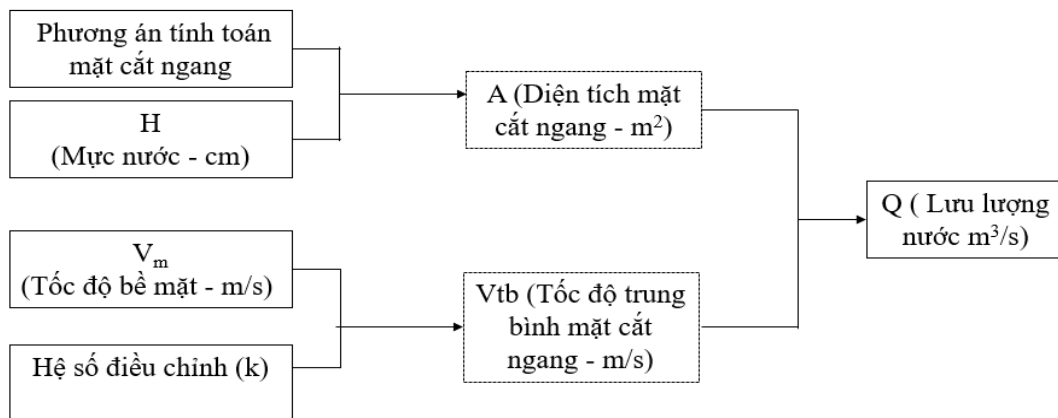 Phương án tính toán
mặt cắt ngang
H
(Mực nước - cm)
A (Diện tích mặt
cắt ngang - m²)
Q ( Lưu lượng
nước m³/s)
Vₘ
(Tốc độ bề mặt - m/s)
Hệ số điều chỉnh (k)
Vtb (Tốc độ trung
bình mặt cắt
ngang - m/s)